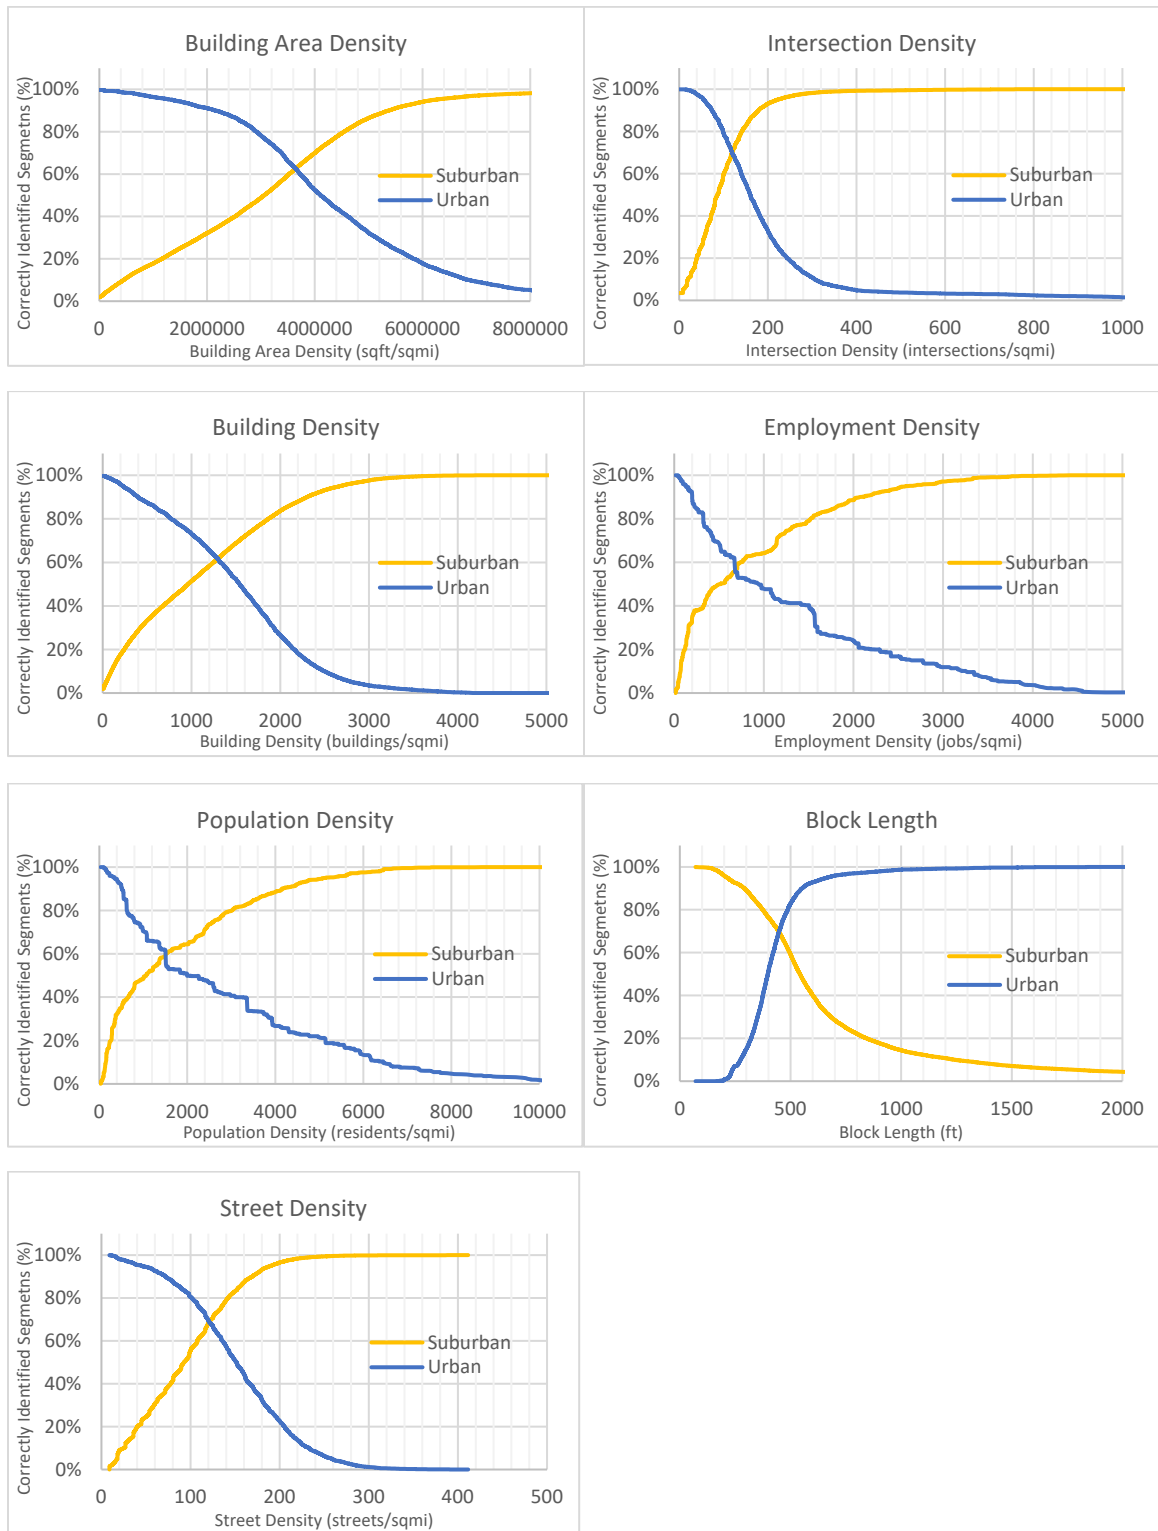 Building Area Density
Correctly Identified Segmetns (%)
100%
80%
60%
40%
20%
0%
Suburban
Urban
0 20000000 40000000 60000000 80000000
Building Area Density (sqft/sqmi)
Intersection Density
Correctly Identified Segments (%)
100%
80%
60%
40%
20%
0%
Suburban
Urban
0 200 400 600 800 1000
Intersection Density (intersections/sqmi)
Building Density
Correctly Identified Segments (%)
100%
80%
60%
40%
20%
0%
Suburban
Urban
0 1000 2000 3000 4000 5000
Building Density (buildings/sqmi)
Employment Density
Correctly Identified Segments (%)
100%
80%
60%
40%
20%
0%
Suburban
Urban
0 1000 2000 3000 4000 5000
Employment Density (jobs/sqmi)
Population Density
Correctly Identified Segments (%)
100%
80%
60%
40%
20%
0%
Suburban
Urban
0 2000 4000 6000 8000 10000
Population Density (residents/sqmi)
Block Length
Correctly Identified Segmetns (%)
100%
80%
60%
40%
20%
0%
Suburban
Urban
0 500 1000 1500 2000
Block Length (ft)
Street Density
Correctly Identified Segmetns (%)
100%
80%
60%
40%
20%
0%
Suburban
Urban
0 100 200 300 400 500
Street Density (streets/sqmi)